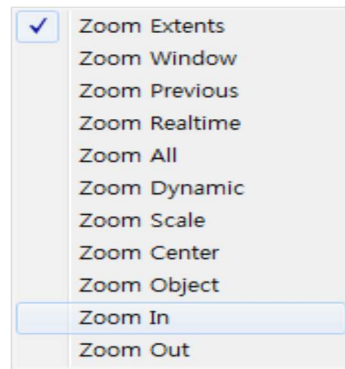 Zoom Extents
Zoom Window
Zoom Previous
Zoom Realtime
Zoom All
Zoom Dynamic
Zoom Scale
Zoom Center
Zoom Object
Zoom In
Zoom Out